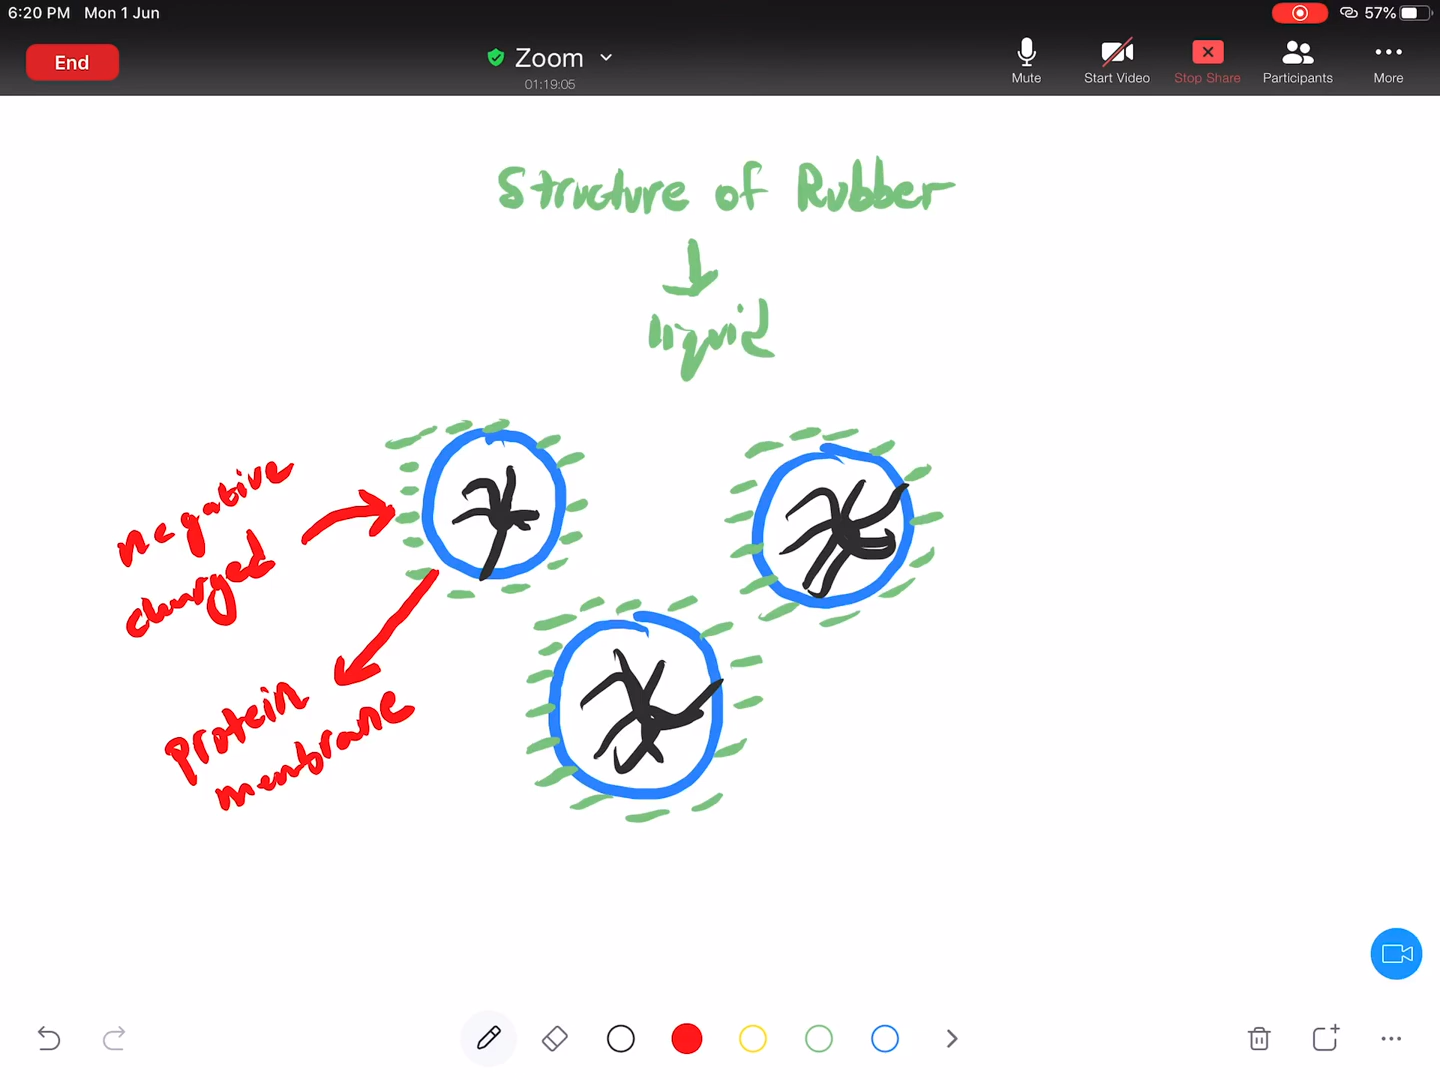 6:20 PM Mon 1 Jun
57%
End
Zoom
01:19:05
Mute
Start Video
Stop Share
Participants
More
Structure of Rubber
liquid
negative
charged
protein
membrane